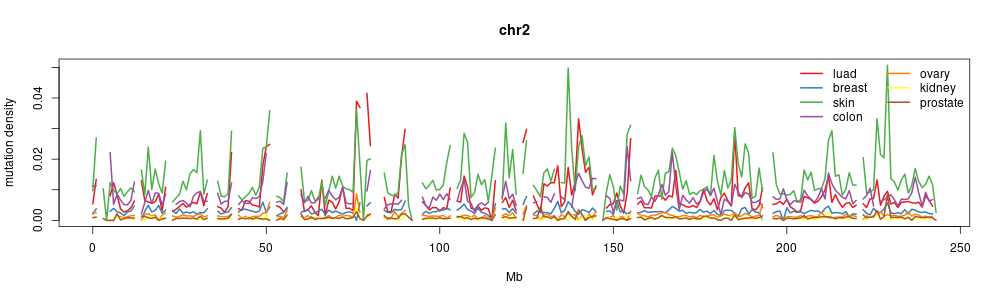 chr2
mutation density
0.04
0.02
0.00
luad
breast
skin
colon
ovary
kidney
prostate
0 50 100 150 200 250
Mb